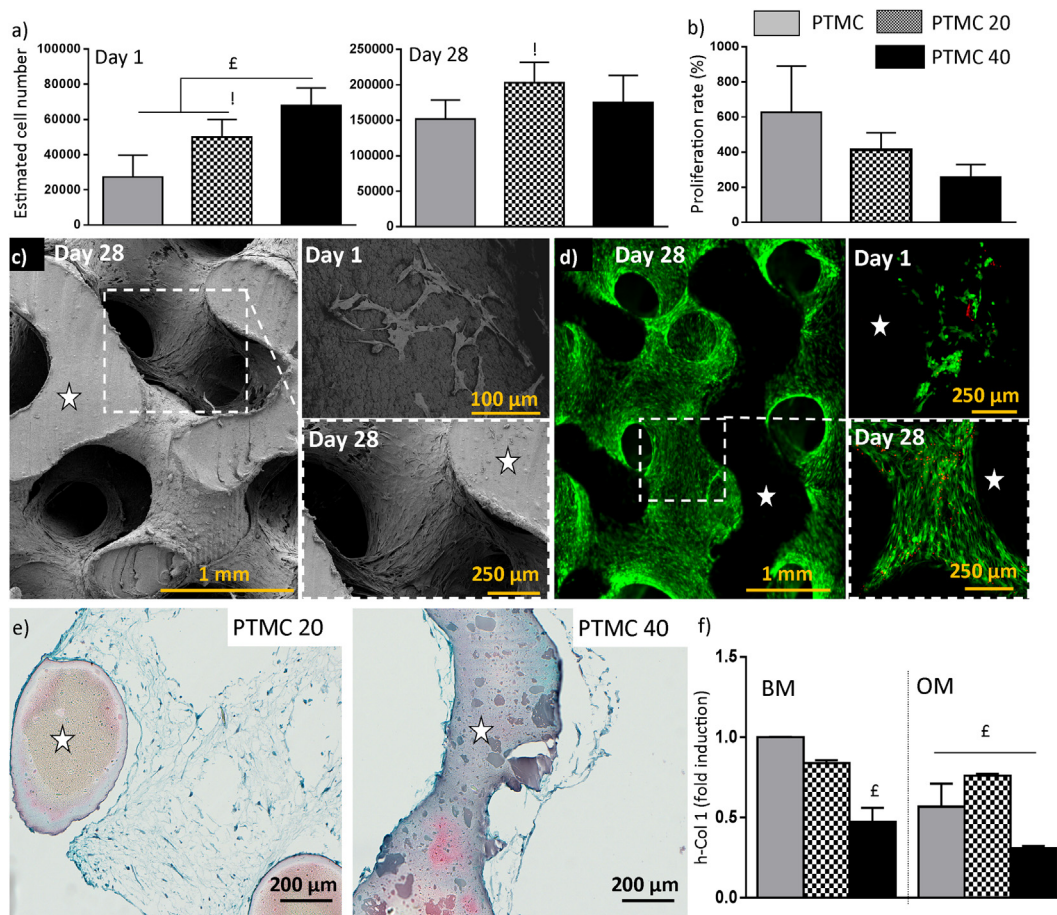 a)
Estimated cell number
Day 1
100000
80000
60000
40000
20000
0
£
!
Day 28
250000
200000
150000
100000
50000
0
!
b)
PTMC
PTMC 20
PTMC 40
Proliferation rate (%)
1000
800
600
400
200
0
c)
Day 28
1 mm
Day 1
100 µm
Day 28
250 µm
d)
Day 28
1 mm
Day 1
250 µm
Day 28
250 µm
e)
PTMC 20
200 µm
PTMC 40
200 µm
f)
h-Col 1 (fold induction)
1.5
1.0
0.5
0.0
BM
£
OM
£